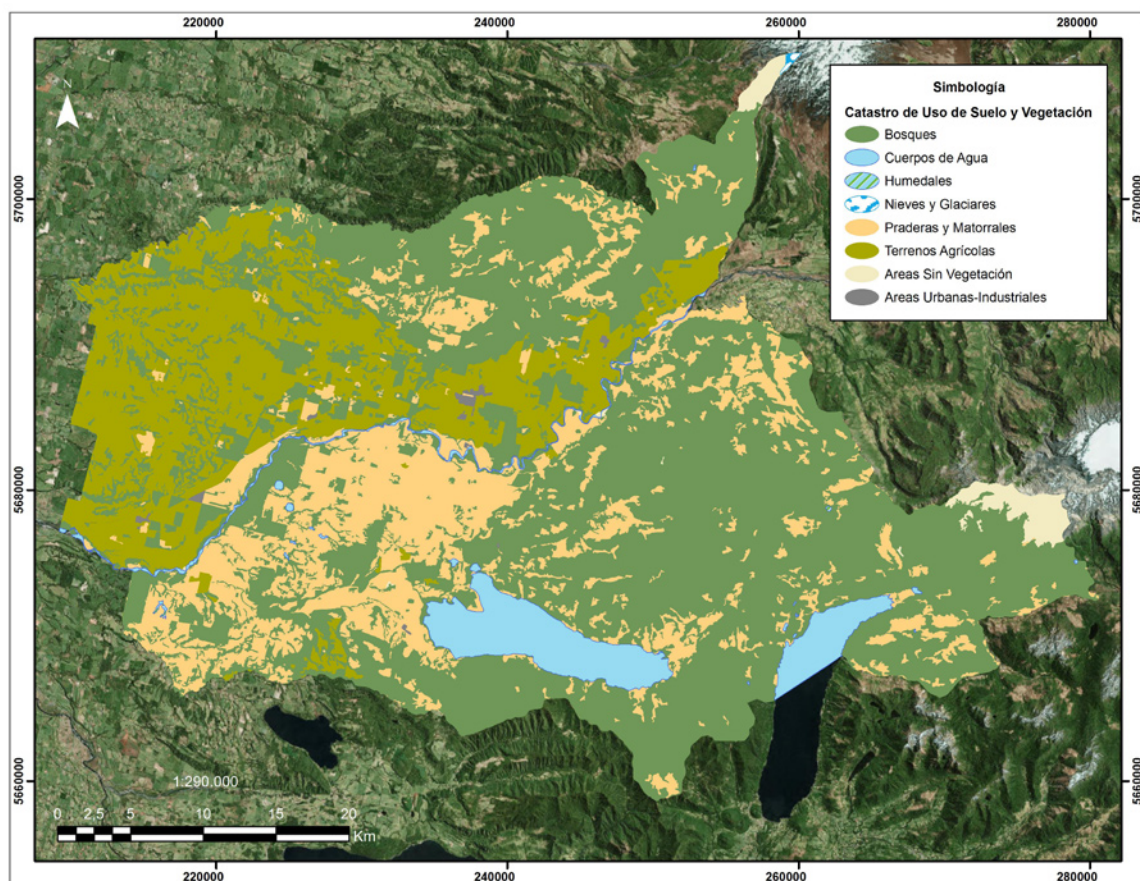 220000 240000 260000 280000
Simbología
Catastro de Uso de Suelo y Vegetación
Bosques
Cuerpos de Agua
Humedales
Nieves y Glaciares
Praderas y Matorrales
Terrenos Agrícolas
Areas Sin Vegetación
Areas Urbanas-Industriales
N
5700000 5700000
5680000 5680000
5660000 5660000
1:290.000
0 2,5 5 10 15 20
Km
220000 240000 260000 280000